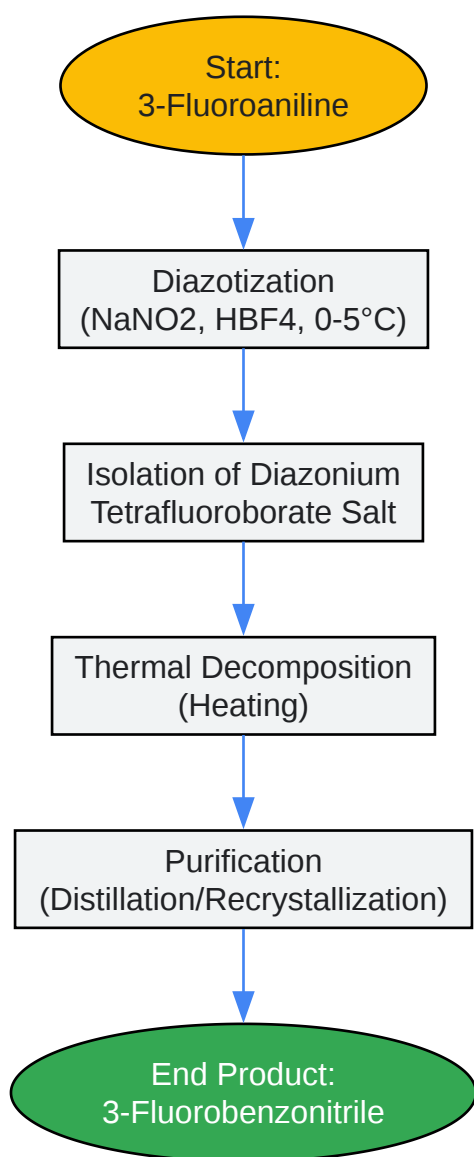 Start:
3-Fluoroaniline
Diazotization
(NaNO2, HBF4, 0-5°C)
Isolation of Diazonium
Tetrafluoroborate Salt
Thermal Decomposition
(Heating)
Purification
(Distillation/Recrystallization)
End Product:
3-Fluorobenzonitrile